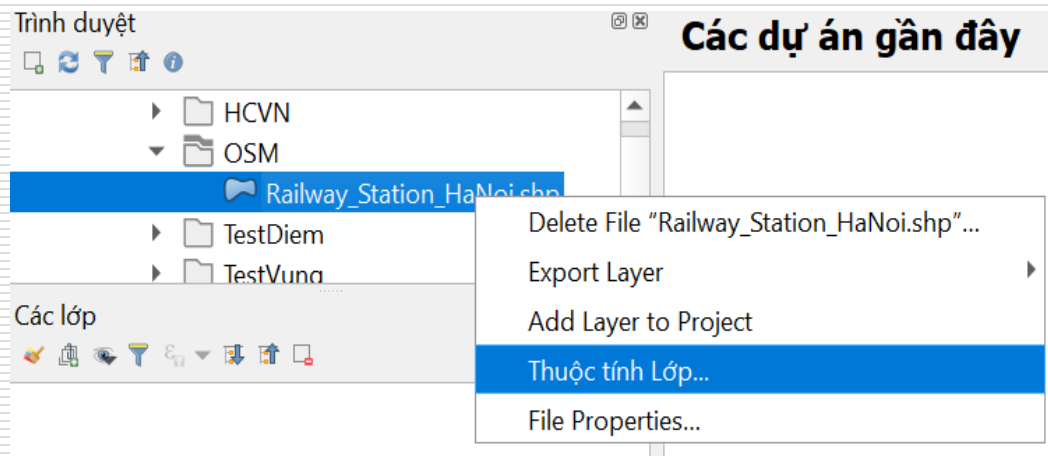 Trình duyệt
Các dự án gần đây
HCVN
OSM
Railway_Station_HaNoi.shp
TestDiem
TestVung
Các lớp
Delete File “Railway_Station_HaNoi.shp”...
Export Layer
Add Layer to Project
Thuộc tính Lớp...
File Properties...